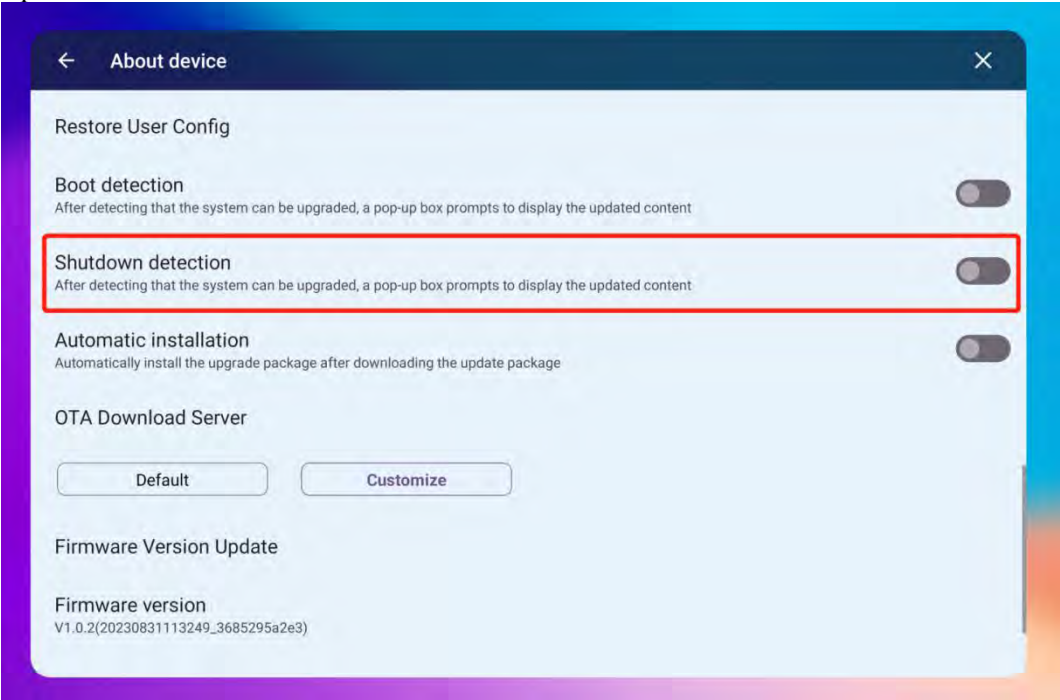 About device
Restore User Config
Boot detection
After detecting that the system can be upgraded, a pop-up box prompts to display the updated content
Shutdown detection
After detecting that the system can be upgraded, a pop-up box prompts to display the updated content
Automatic installation
Automatically install the upgrade package after downloading the update package
OTA Download Server
Default Customize
Firmware Version Update
Firmware version
V1.0.2(20230831113249_3685295a2e3)